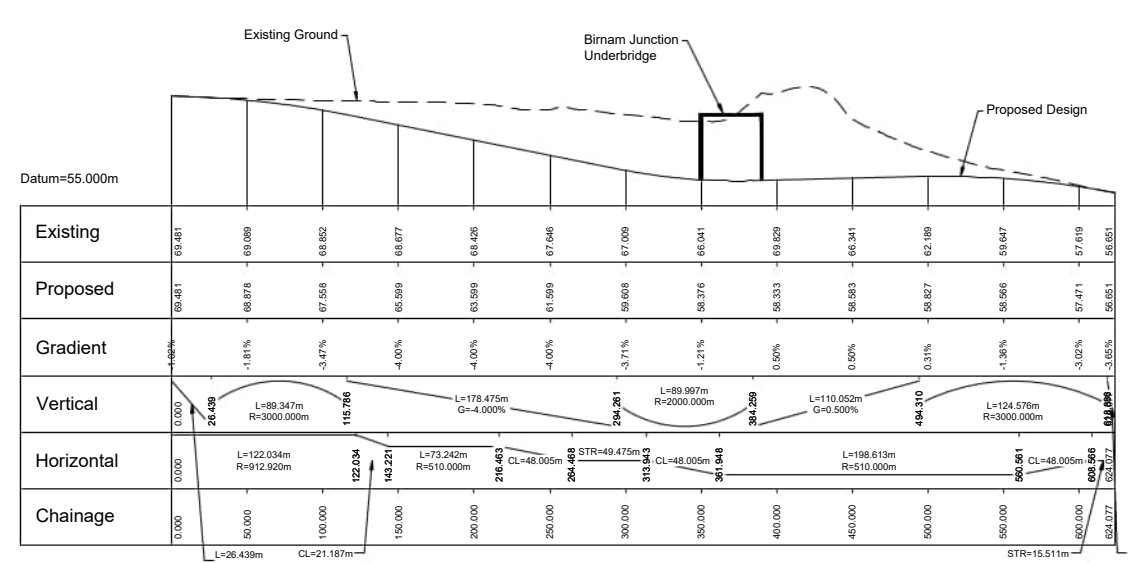 Existing Ground
Birnam Junction
Underbridge
Proposed Design
Datum=55.000m
Existing
69.481 69.089 68.852 68.677 68.426 67.646 67.009 66.041 69.829 66.341 62.189 59.647 57.619 56.651
Proposed
69.481 68.878 67.558 65.599 63.599 61.599 59.608 58.376 58.333 58.583 58.827 58.566 57.471 56.651
Gradient
-1.02% -1.81% -3.47% -4.00% -4.00% -4.00% -3.71% -1.21% 0.50% 0.50% 0.31% -1.36% -3.02% -3.65%
Vertical
0.000 26.439 115.786 294.261 384.259 494.310
L=89.347m
R=3000.000m
L=178.475m
G=-4.000%
L=89.997m
R=2000.000m
L=110.052m
G=0.500%
L=124.576m
R=3000.000m
Horizontal
0.000 122.034 143.221 216.463 264.468 313.943 361.948 560.561 608.566 624.077
L=122.034m
R=912.920m
L=73.242m
R=510.000m
CL=48.005m
STR=49.475m
CL=48.005m
L=198.613m
R=510.000m
CL=48.005m
Chainage
0.000 50.000 100.000 150.000 200.000 250.000 300.000 350.000 400.000 450.000 500.000 550.000 600.000 624.077
L=26.439m
CL=21.187m
STR=15.511m